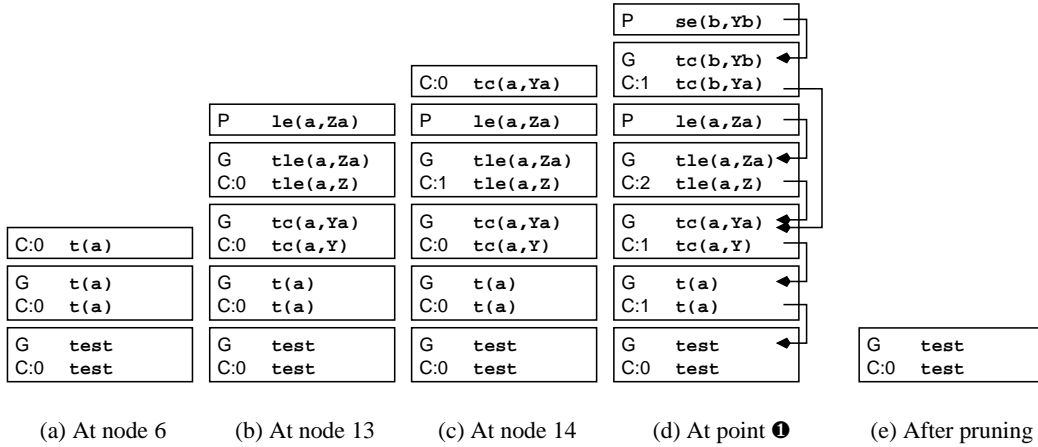 C:0 t(a)
G t(a)
C:0 t(a)
G test
C:0 test
(a) At node 6
P le(a,Za)
G tle(a,Za)
C:0 tle(a,Z)
G tc(a,Ya)
C:0 tc(a,Y)
G t(a)
C:0 t(a)
G test
C:0 test
(b) At node 13
C:0 tc(a,Ya)
P le(a,Za)
G tle(a,Za)
C:1 tle(a,Z)
G tc(a,Ya)
C:0 tc(a,Y)
G t(a)
C:0 t(a)
G test
C:0 test
(c) At node 14
P se(b,Yb)
G tc(b,Yb)
C:1 tc(b,Ya)
P le(a,Za)
G tle(a,Za)
C:2 tle(a,Z)
G tc(a,Ya)
C:1 tc(a,Y)
G t(a)
C:1 t(a)
G test
C:0 test
(d) At point ❶
G test
C:0 test
(e) After pruning